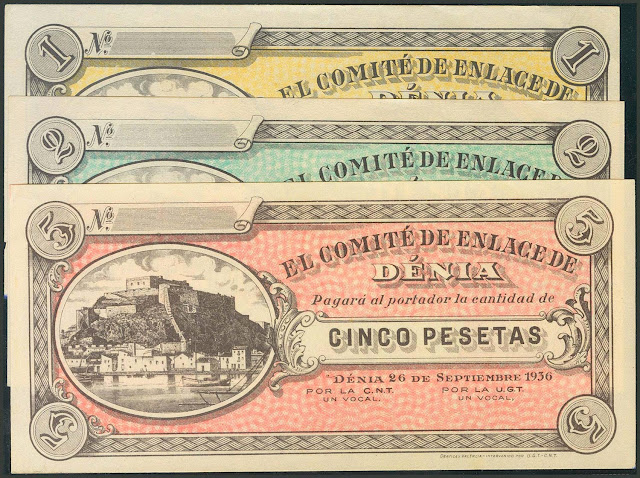 1 Nº 1
EL COMITÉ DE ENLACE DE
DÉNIA
2 Nº 2
EL COMITÉ DE ENLACE DE
5 Nº 5
EL COMITÉ DE ENLACE DE
DÉNIA
Pagará al portador la cantidad de
CINCO PESETAS
DÉNIA 26 DE SEPTIEMBRE 1936
POR LA C.N.T. POR LA U.G.T.
UN VOCAL. UN VOCAL.
5 5